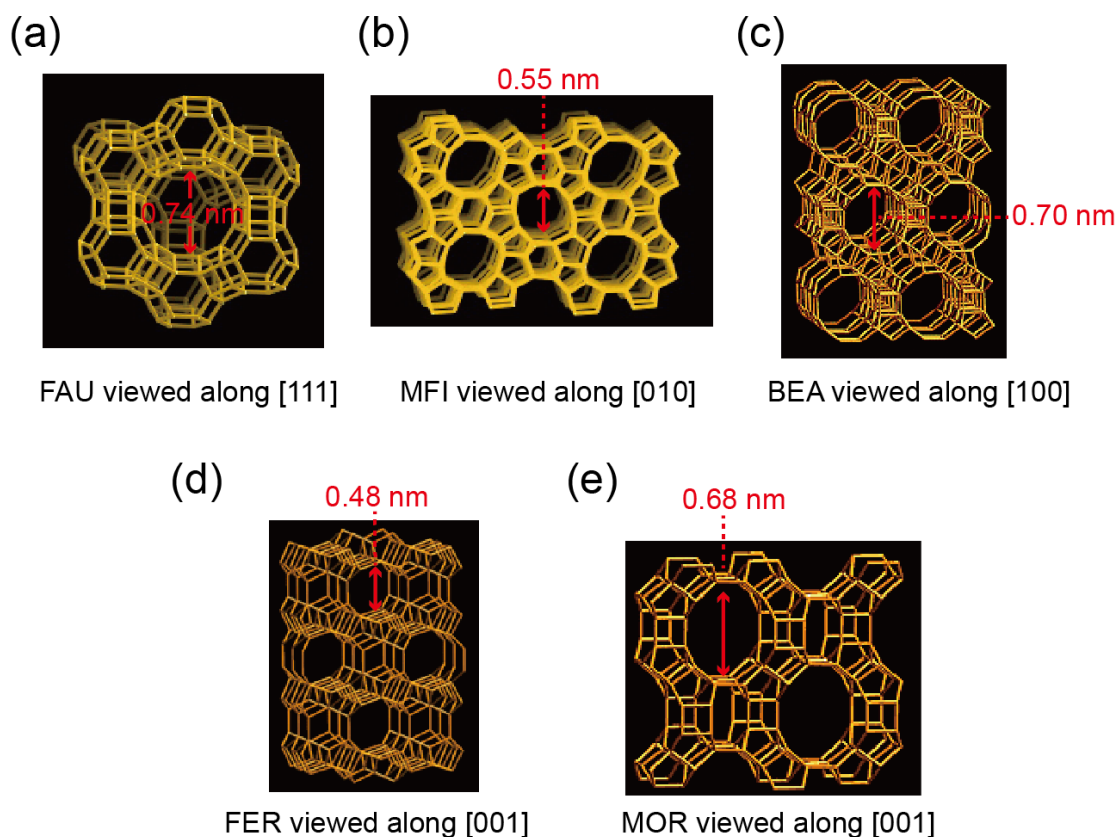 (a)
(b)
(c)
0.55 nm
0.74 nm
0.70 nm
FAU viewed along [111]
MFI viewed along [010]
BEA viewed along [100]
(d)
(e)
0.48 nm
0.68 nm
FER viewed along [001]
MOR viewed along [001]